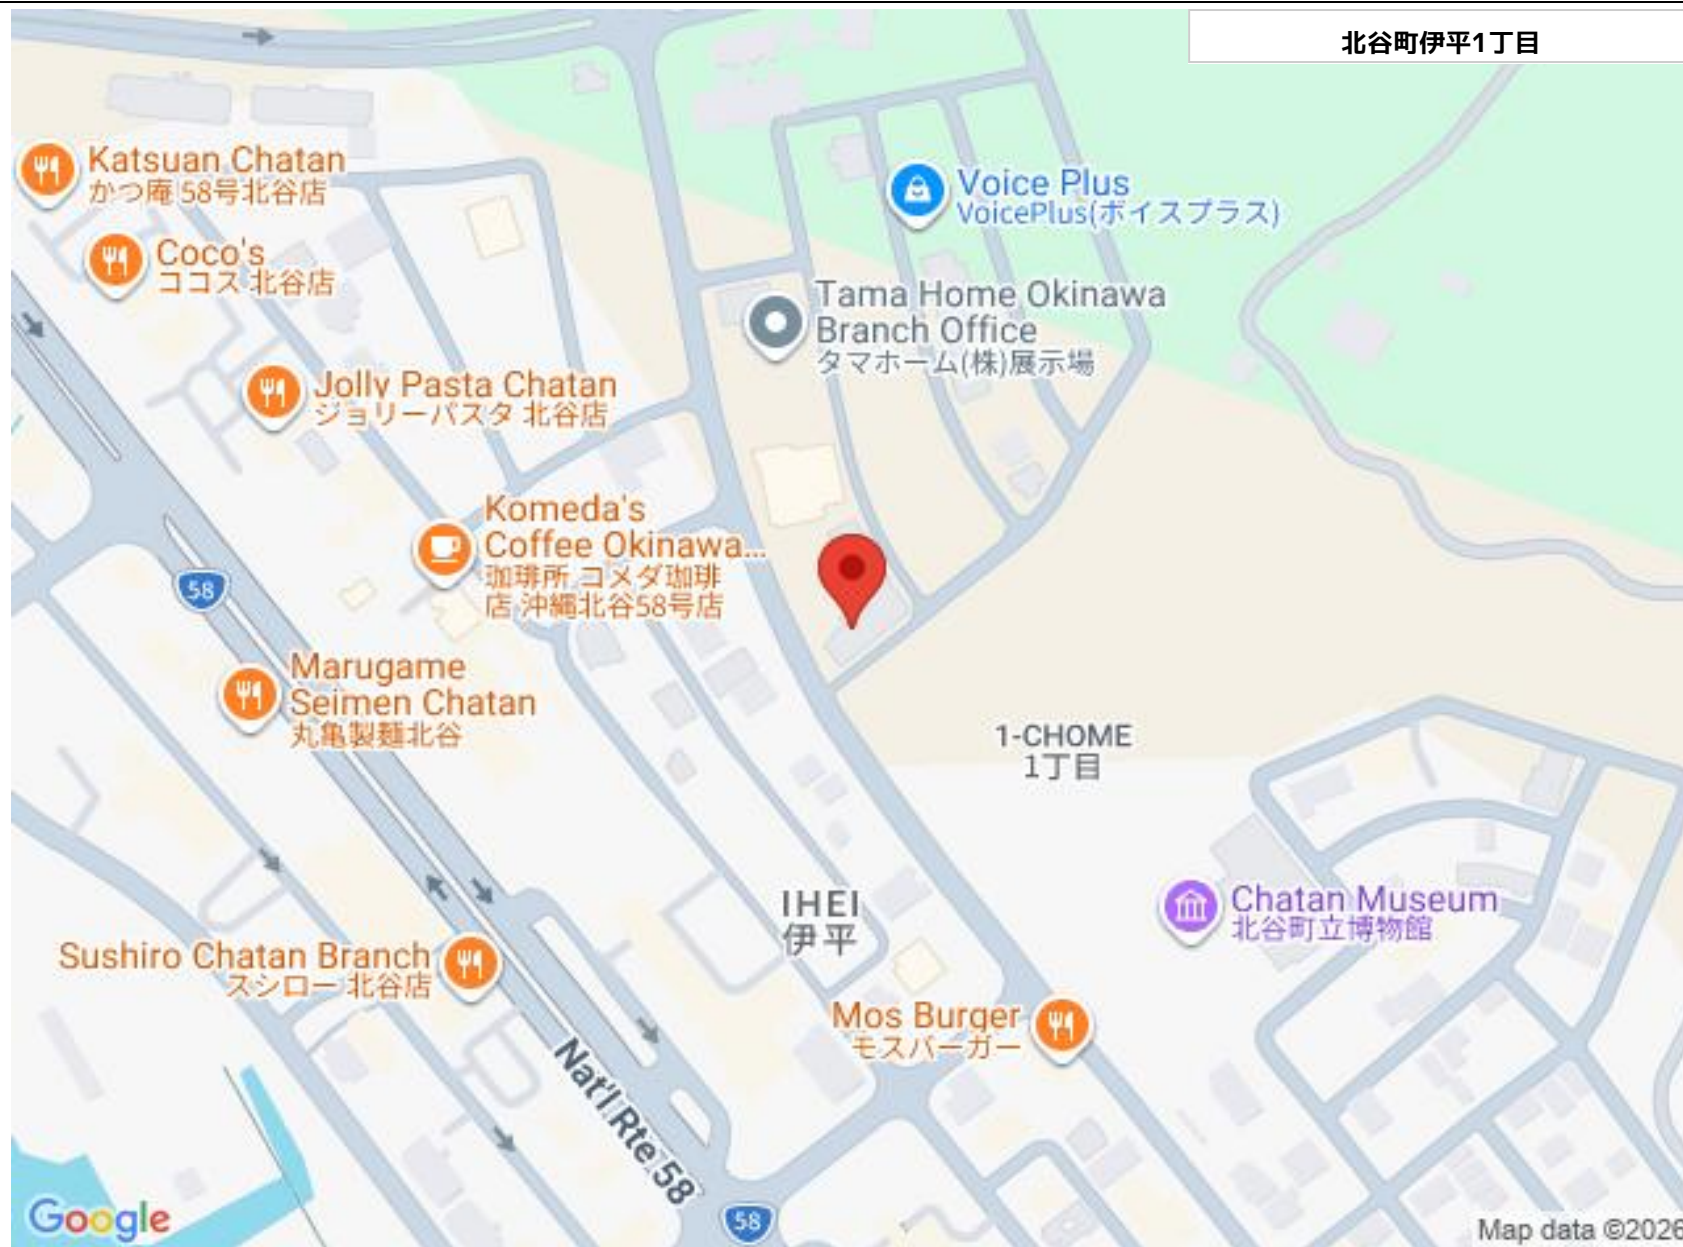 北谷町伊平1丁目
Katsuan Chatan
かつ庵 58号北谷店
Voice Plus
VoicePlus(ボイスプラス)
Coco's
ココス 北谷店
Tama Home Okinawa
Branch Office
タマホーム(株)展示場
Jolly Pasta Chatan
ジョリーパスタ 北谷店
Komeda's
Coffee Okinawa...
珈琲所 コメダ珈琲
店 沖縄北谷58号店
58
Marugame
Seimen Chatan
丸亀製麺北谷
1-CHOME
1丁目
IHEI
伊平
Chatan Museum
北谷町立博物館
Sushiro Chatan Branch
スシロー 北谷店
Mos Burger
モスバーガー
Nat'l Rte 58
58
Google
Map data ©2026